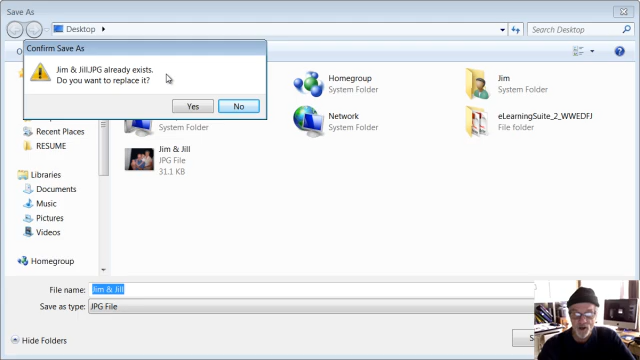 Save As
Desktop
Search Desktop
Confirm Save As
Jim & Jill.JPG already exists.
Do you want to replace it?
Yes
No
Homegroup
System Folder
Jim
System Folder
System Folder
Network
System Folder
eLearningSuite_2_WWEDFJ
File folder
Jim & Jill
JPG File
31.1 KB
Recent Places
RESUME
Libraries
Documents
Music
Pictures
Videos
Homegroup
File name:
Jim & Jill
Save as type:
JPG File
Hide Folders